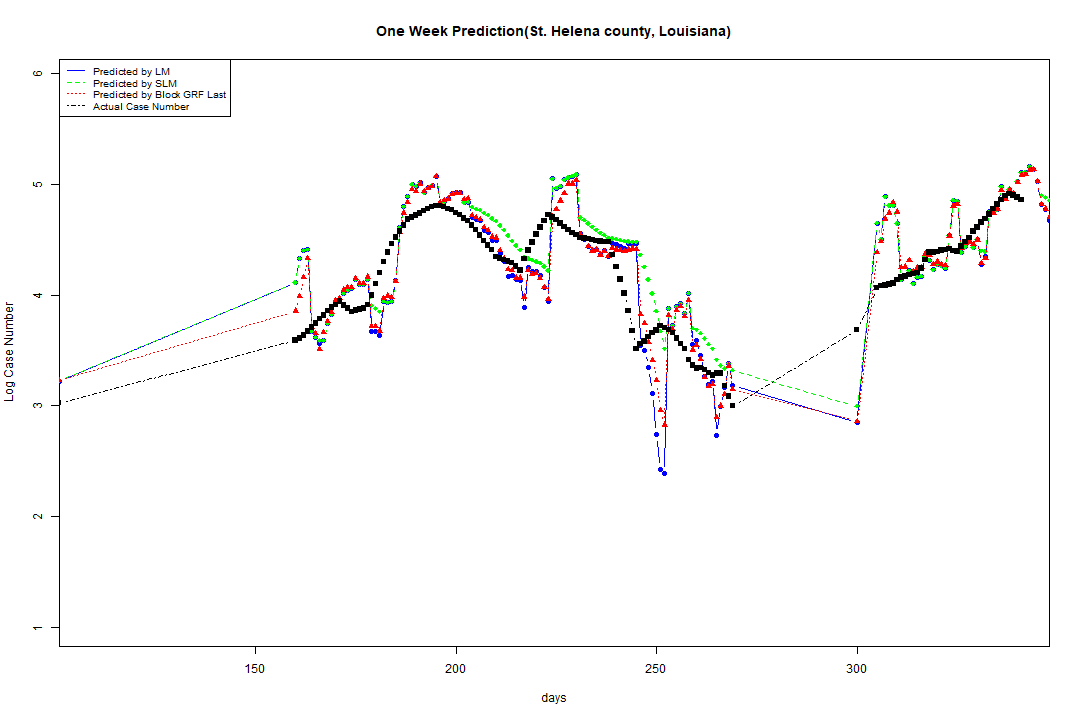 One Week Prediction(St. Helena county, Louisiana)
Predicted by LM
Predicted by SLM
Predicted by Block GRF Last
Actual Case Number
6
5
4
3
2
1
Log Case Number
150 200 250 300
days